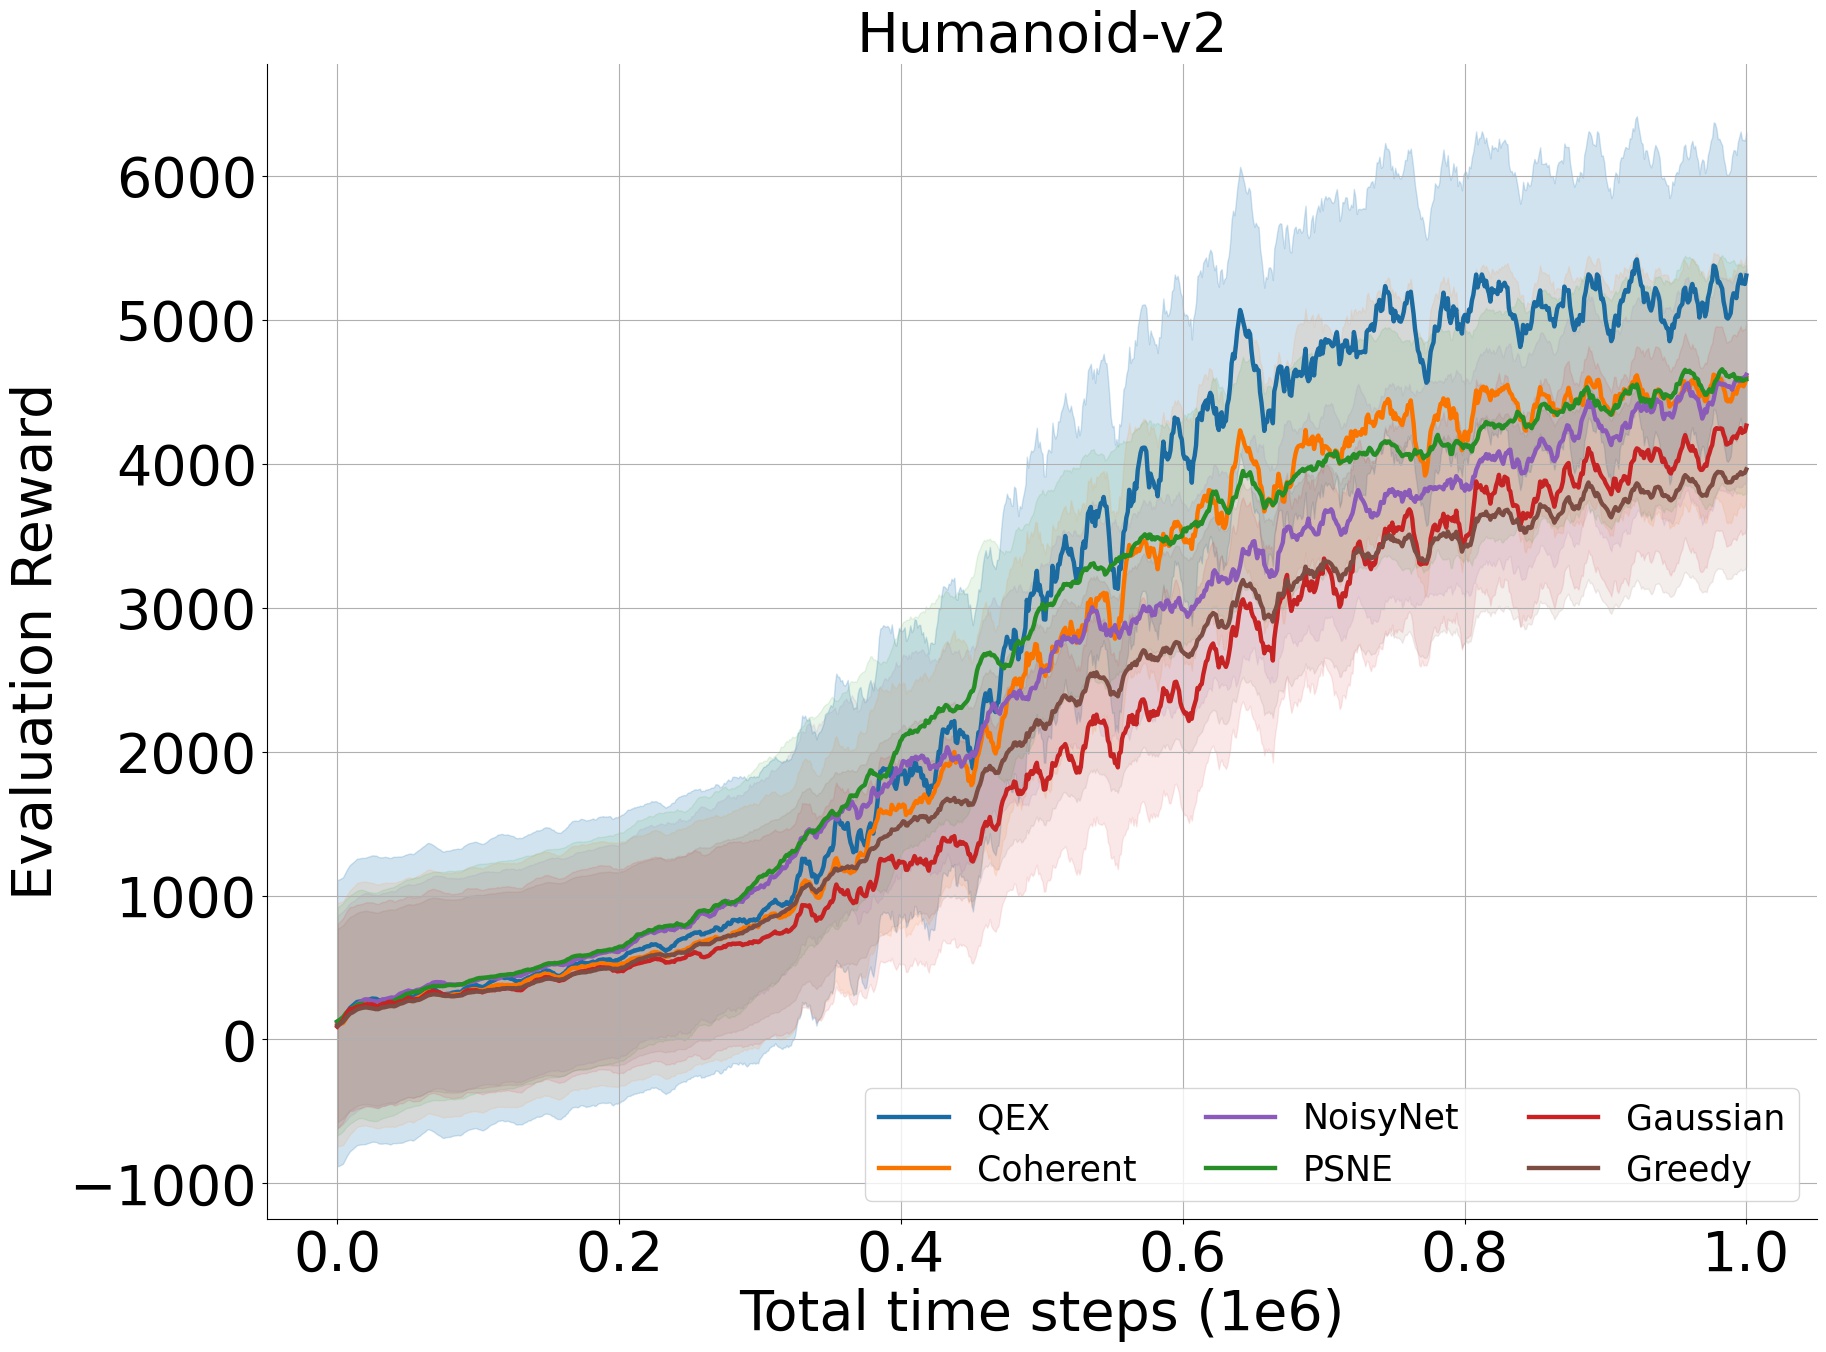 Humanoid-v2
Evaluation Reward
6000
5000
4000
3000
2000
1000
0
−1000
QEX
NoisyNet
Gaussian
Coherent
PSNE
Greedy
0.0 0.2 0.4 0.6 0.8 1.0
Total time steps (1e6)